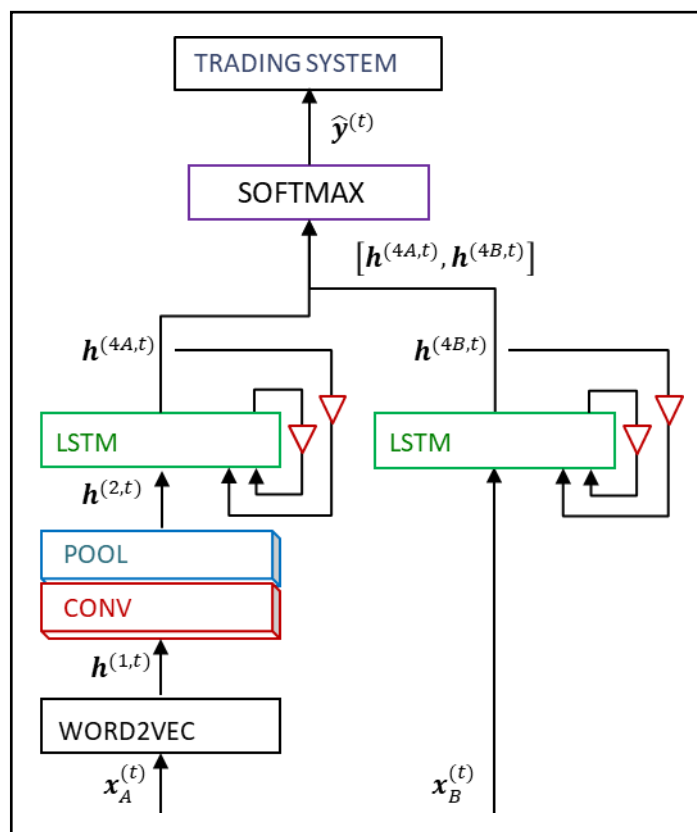 TRADING SYSTEM
ŷ^(t)
SOFTMAX
[h^(4A,t), h^(4B,t)]
h^(4A,t)
h^(4B,t)
LSTM
LSTM
h^(2,t)
POOL
CONV
h^(1,t)
WORD2VEC
x_A^(t)
x_B^(t)